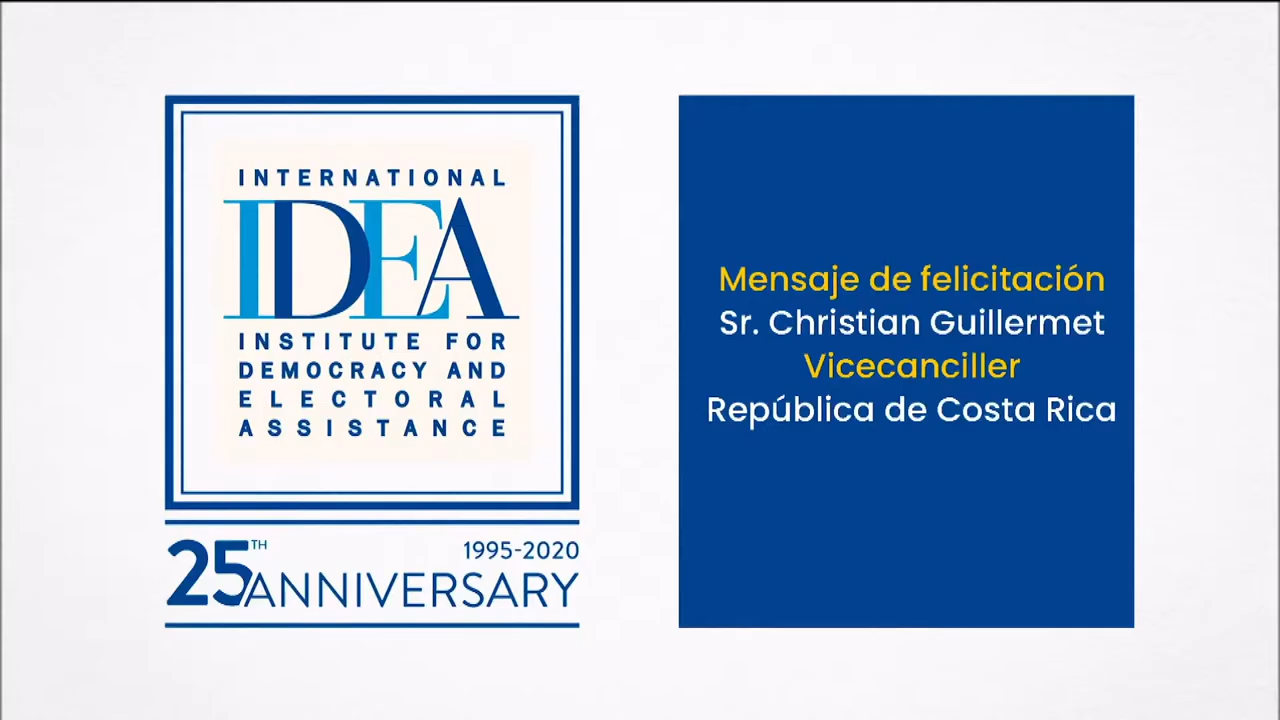 INTERNATIONAL
IDEA
INSTITUTE FOR
DEMOCRACY AND
ELECTORAL
ASSISTANCE
25TH ANNIVERSARY
1995-2020
Mensaje de felicitación
Sr. Christian Guillermet
Vicecanciller
República de Costa Rica